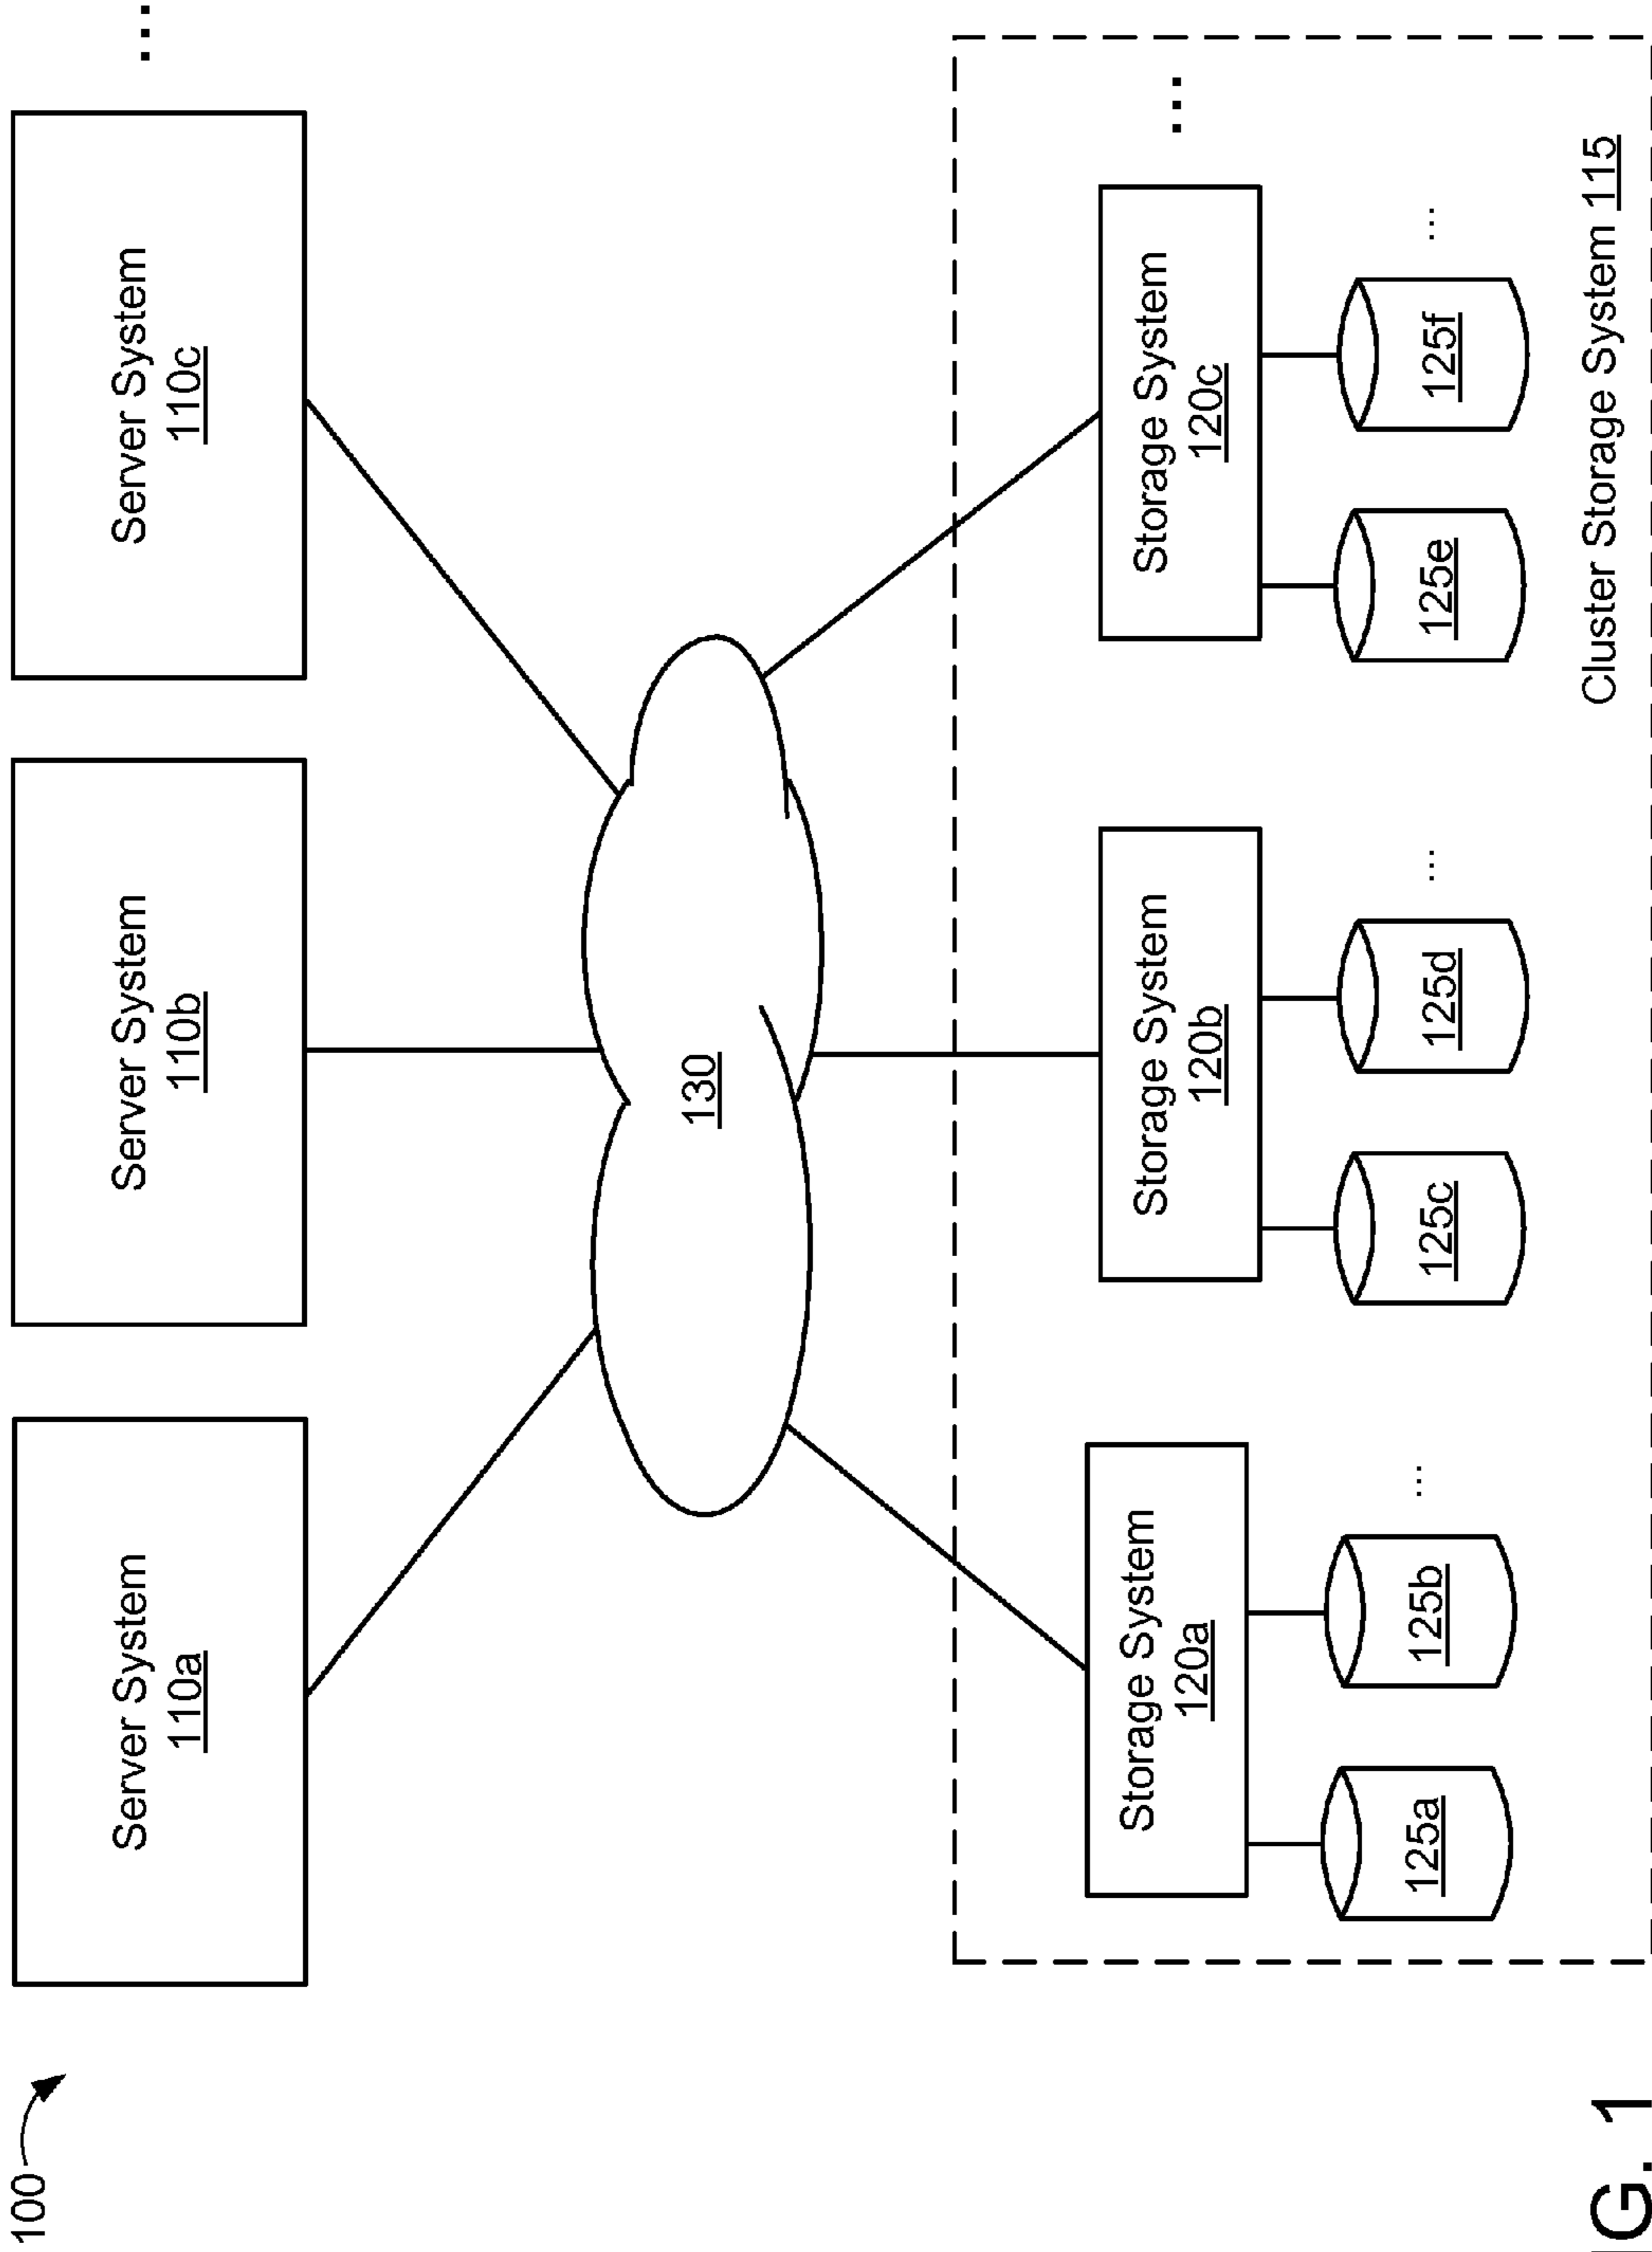 100
Server System
110a
Server System
110b
Server System
110c
...
130
Storage System
120a
Storage System
120b
Storage System
120c
...
125a
125b
...
125c
125d
...
125e
125f
...
Cluster Storage System 115
IG. 1